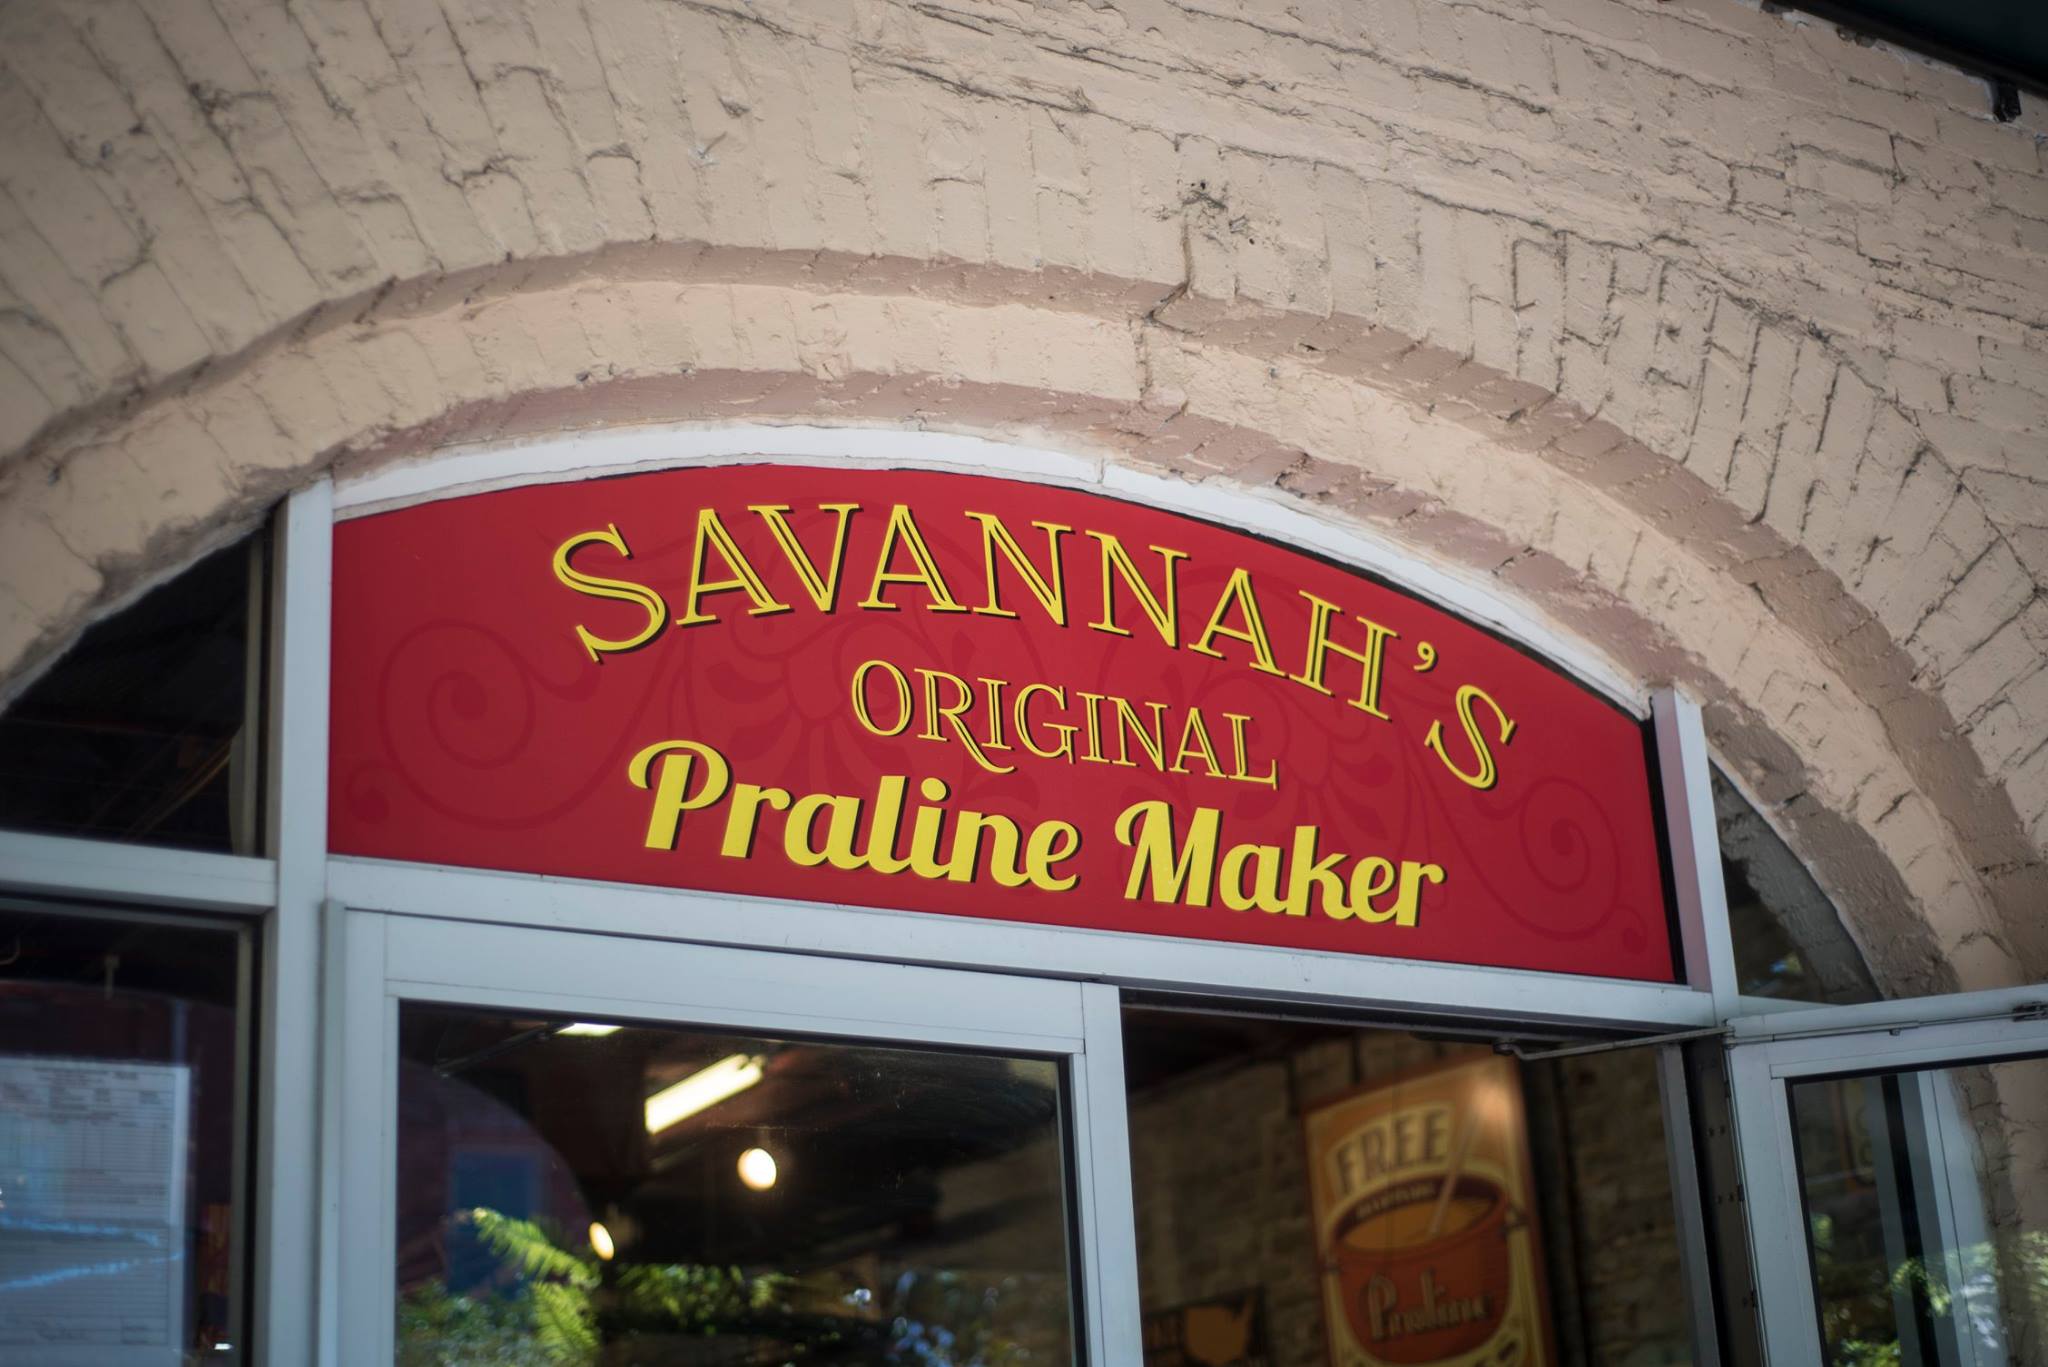 SAVANNAH'S
ORIGINAL
Praline Maker
FREE
Praline